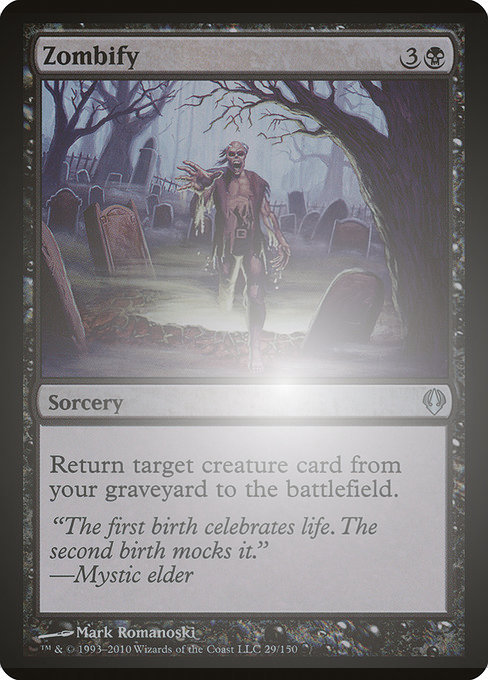 Zombify 3
Sorcery
Return target creature card from
your graveyard to the battlefield.
“The first birth celebrates life. The
second birth mocks it.”
—Mystic elder
Mark Romanoski
™ & © 1993–2010 Wizards of the Coast LLC 29/150